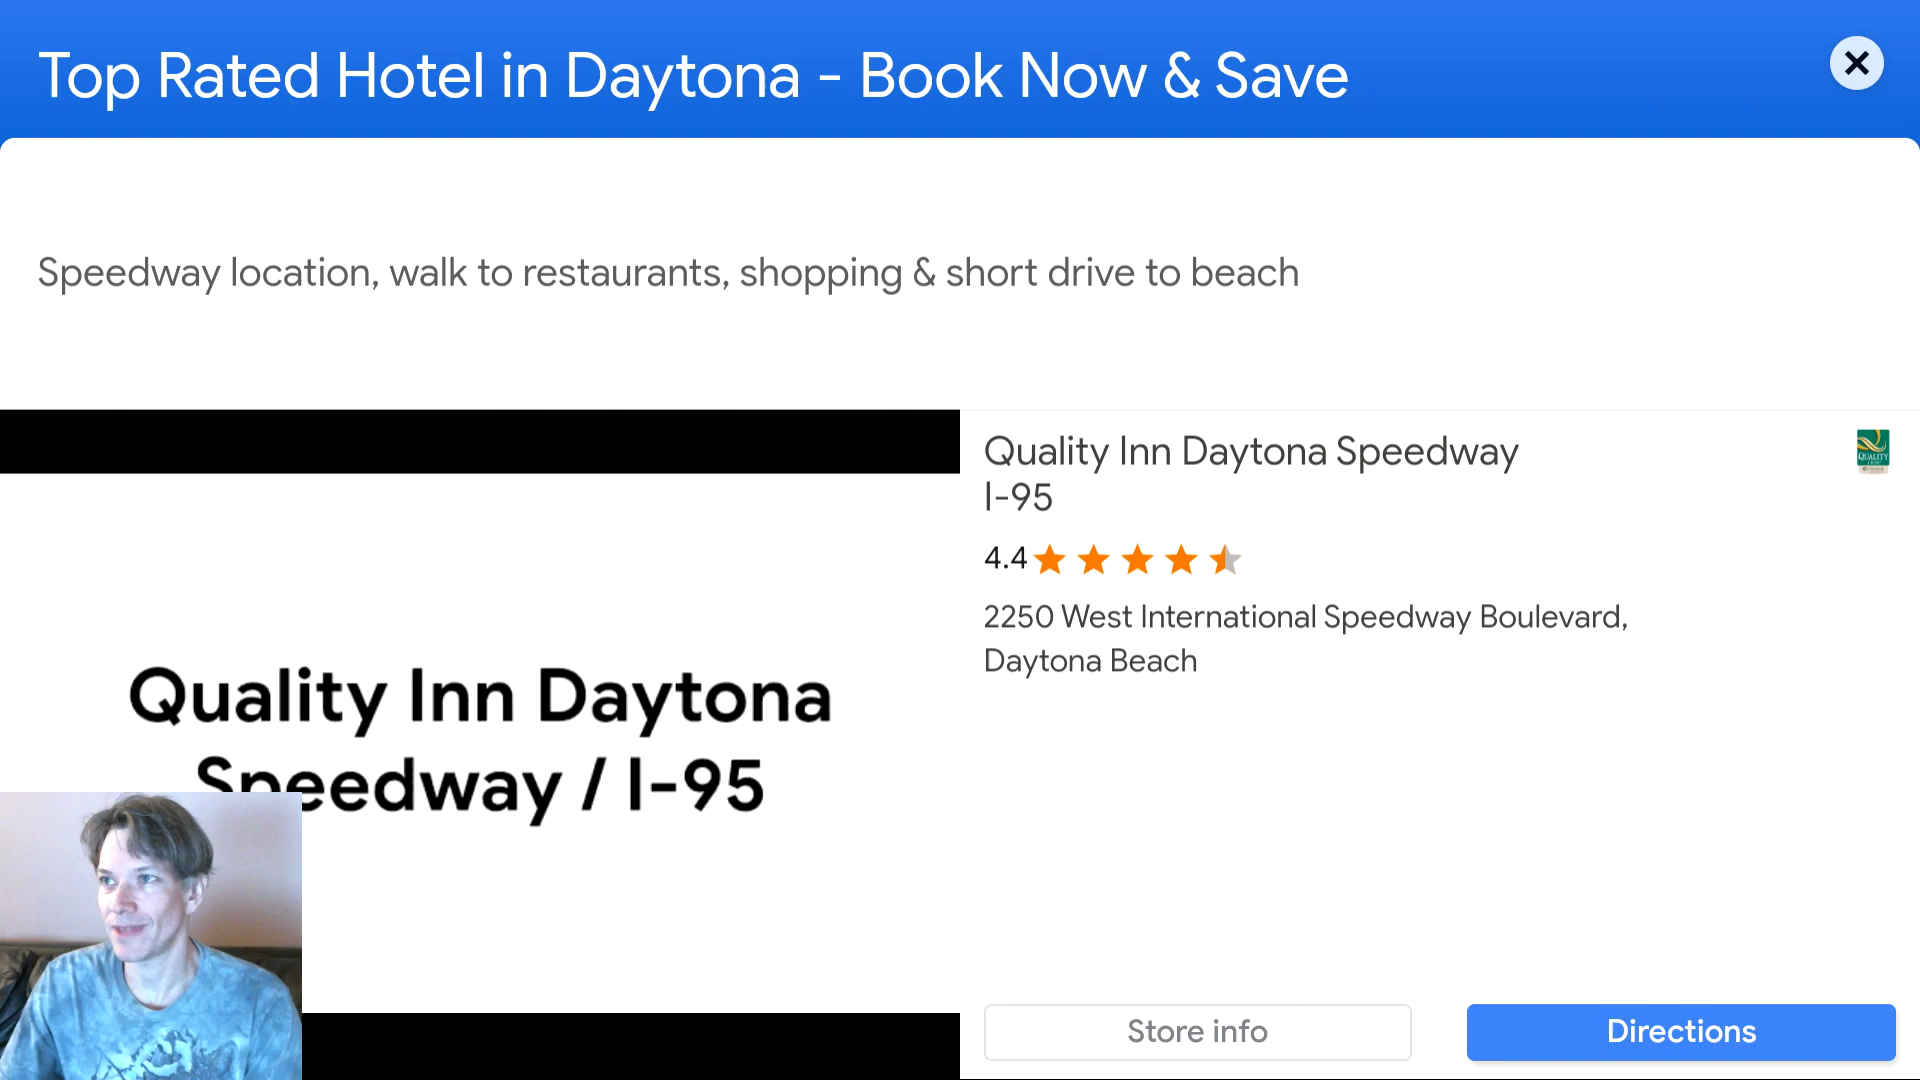 Top Rated Hotel in Daytona - Book Now & Save
Speedway location, walk to restaurants, shopping & short drive to beach
Quality Inn Daytona Speedway
I-95
4.4
2250 West International Speedway Boulevard,
Daytona Beach
QUALITY
Quality Inn Daytona
Speedway / I-95
Store info
Directions